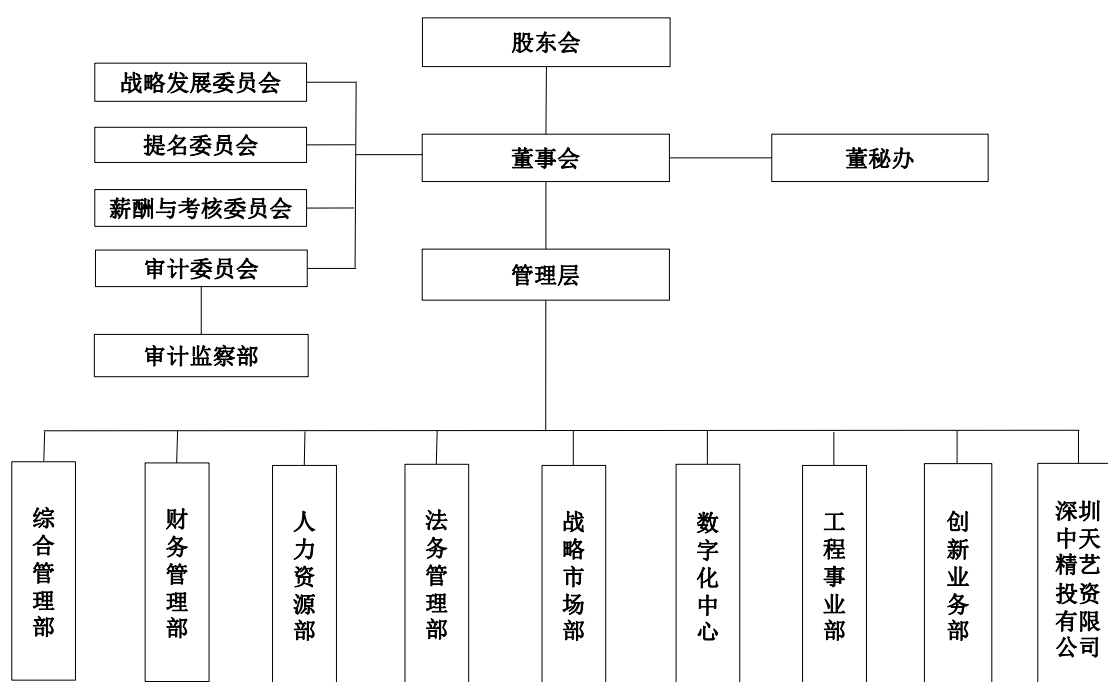 股东会
战略发展委员会
提名委员会
董事会
董秘办
薪酬与考核委员会
审计委员会
管理层
审计监察部
综合管理部
财务管理部
人力资源部
法务管理部
战略市场部
数字化中心
工程事业部
创新业务部
深圳中天精艺投资有限公司